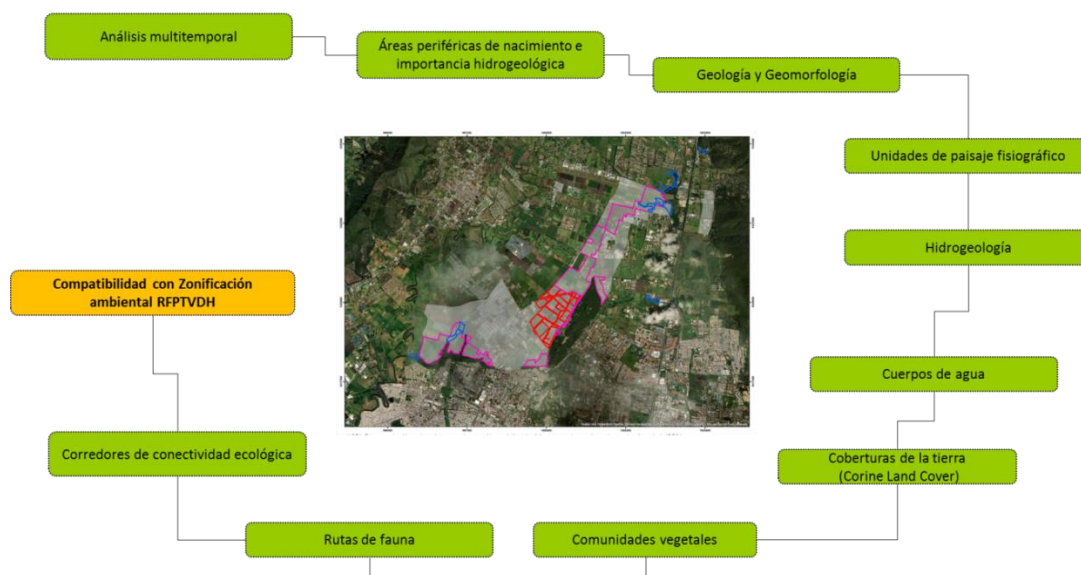 Análisis multitemporal
Áreas periféricas de nacimiento e
importancia hidrogeológica
Geología y Geomorfología
Unidades de paisaje fisiográfico
Hidrogeología
Cuerpos de agua
Coberturas de la tierra
(Corine Land Cover)
Comunidades vegetales
Rutas de fauna
Corredores de conectividad ecológica
Compatibilidad con Zonificación
ambiental RFPTVDH